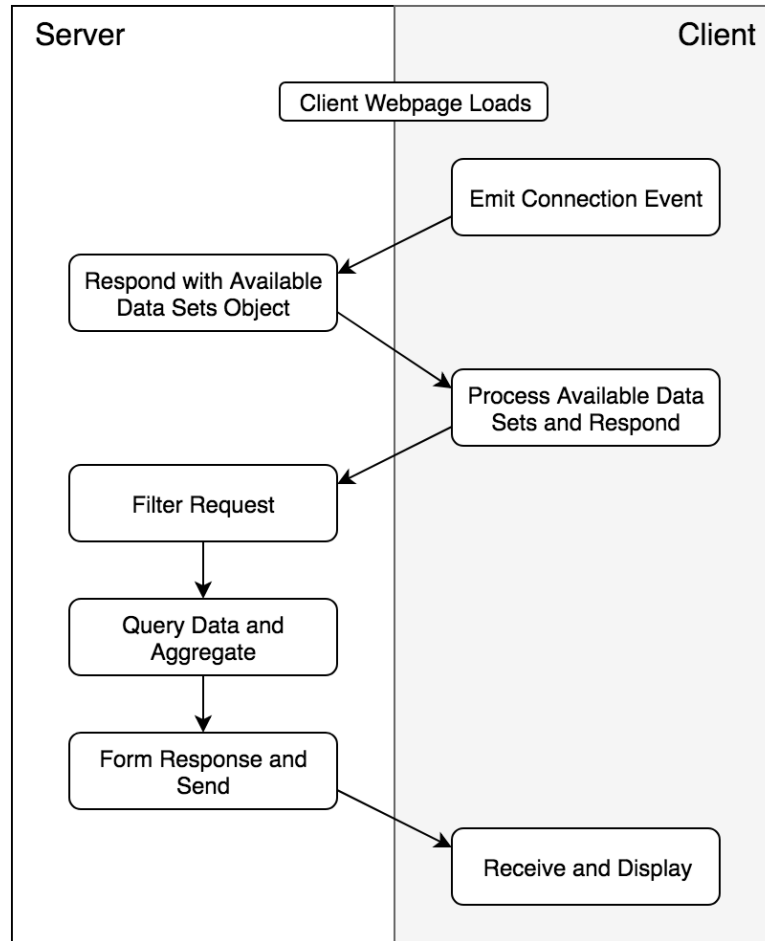 Server
Client
Client Webpage Loads
Emit Connection Event
Respond with Available
Data Sets Object
Process Available Data
Sets and Respond
Filter Request
Query Data and
Aggregate
Form Response and
Send
Receive and Display